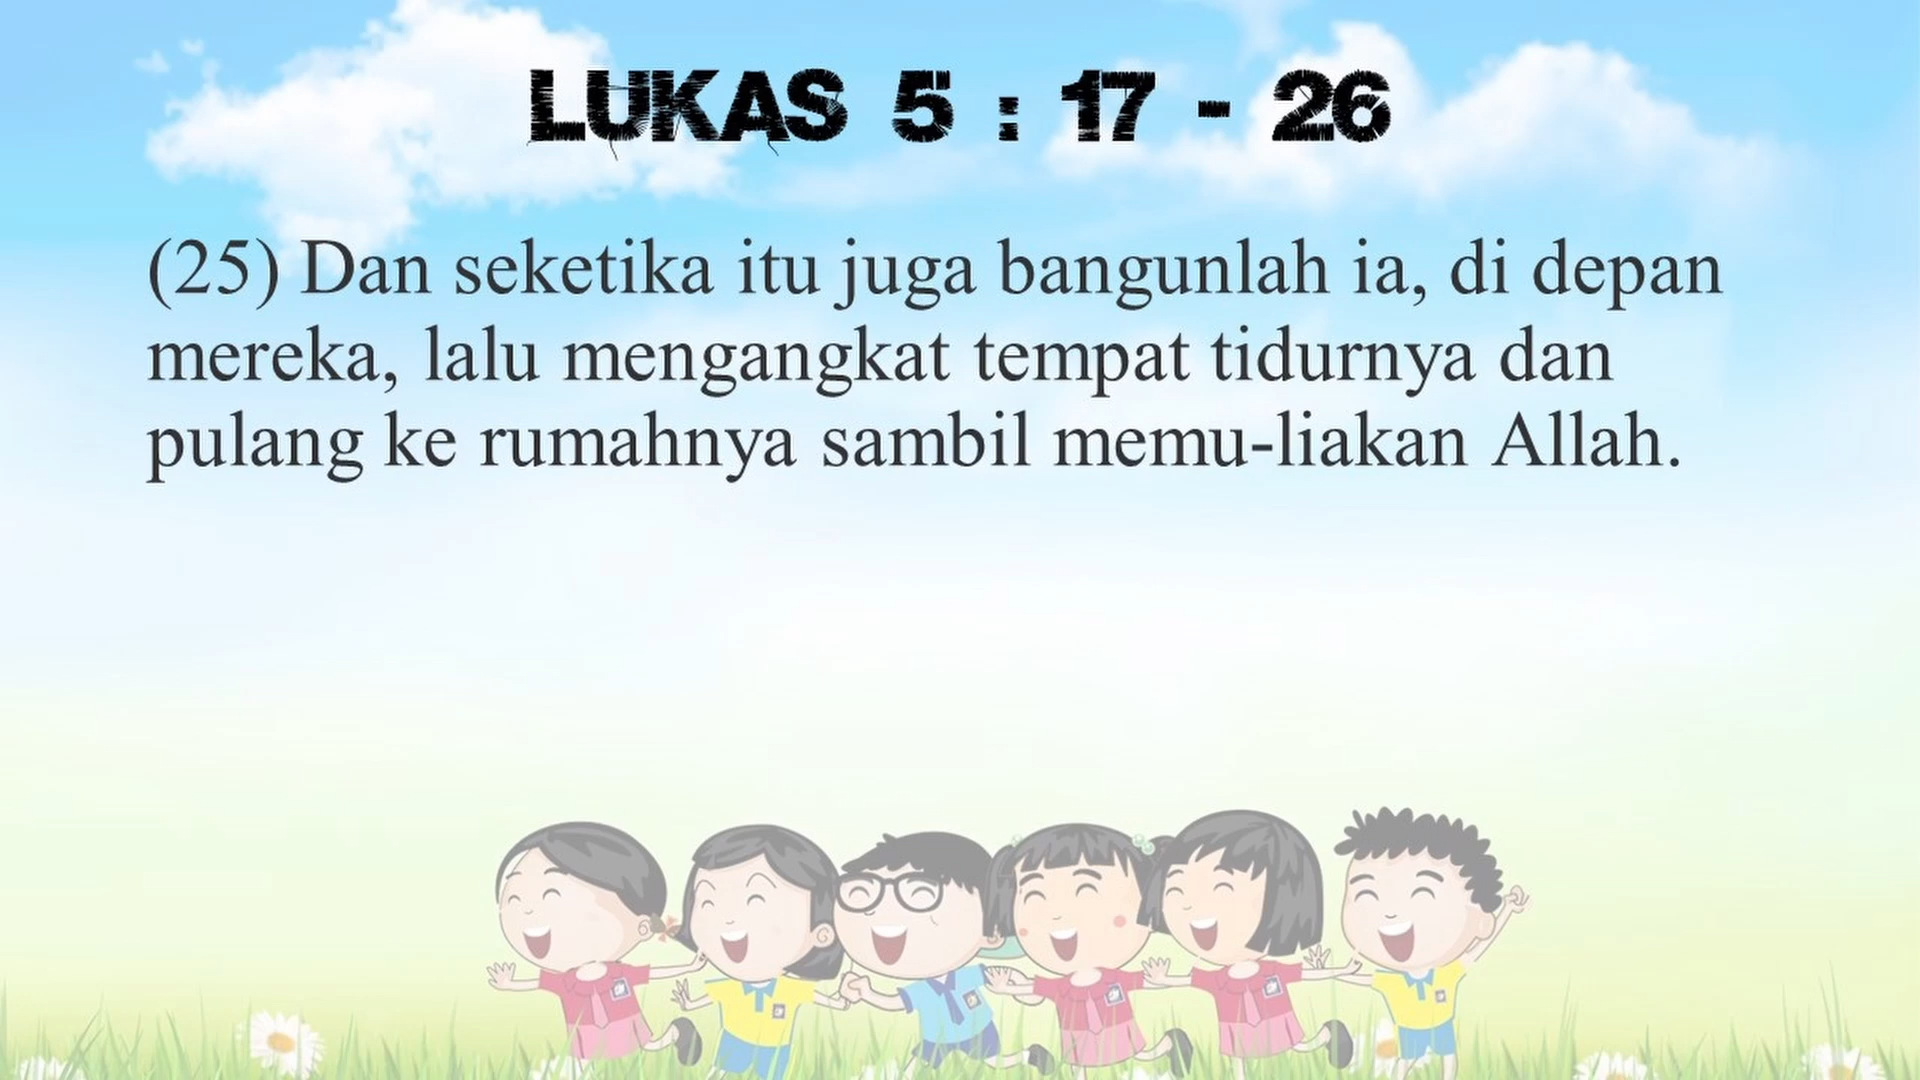 LUKAS 5 : 17 - 26
(25) Dan seketika itu juga bangunlah ia, di depan
mereka, lalu mengangkat tempat tidurnya dan
pulang ke rumahnya sambil memu-liakan Allah.